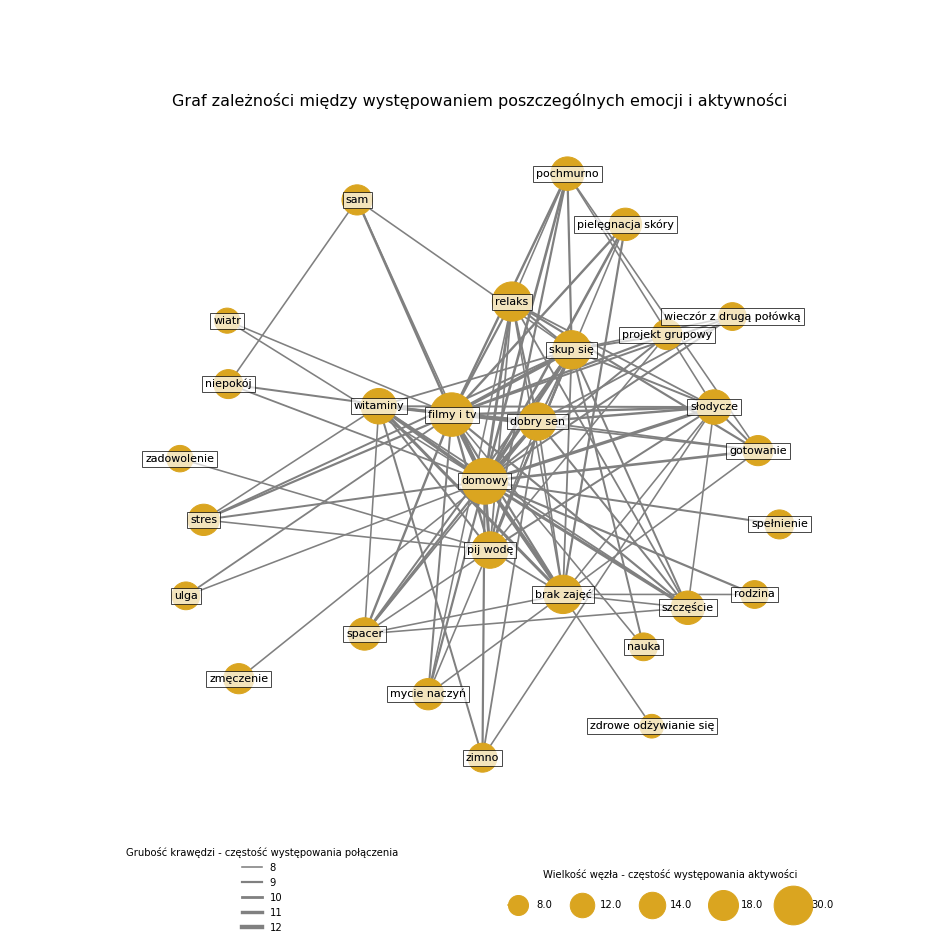 Graf zależności między występowaniem poszczególnych emocji i aktywności
pochmurno
sam
pielęgnacja skóry
relaks
wiatr
wieczór z drugą połówką
projekt grupowy
skup się
niepokój
witaminy
filmy i tv
dobry sen
słodycze
gotowanie
zadowolenie
domowy
stres
spełnienie
pij wodę
ulga
brak zajęć
rodzina
szczęście
spacer
nauka
zmęczenie
mycie naczyń
zdrowe odżywianie się
zimno
Grubość krawędzi - częstość występowania połączenia
8
9
10
11
12
Wielkość węzła - częstość występowania aktywności
8.0 12.0 14.0 18.0 30.0